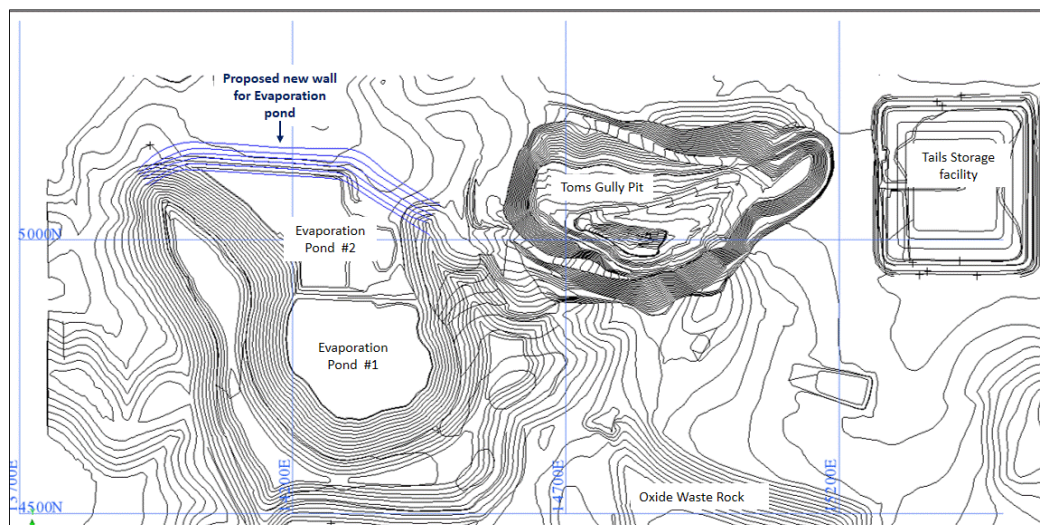 Proposed new wall
for Evaporation
pond
Tails Storage
facility
Toms Gully Pit
Evaporation
Pond #2
5000N
Evaporation
Pond #1
13700E
14700E
15200E
Oxide Waste Rock
4500N